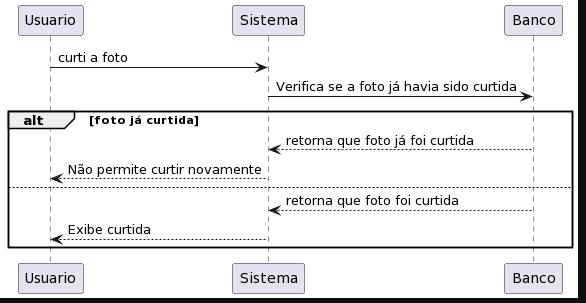 Usuario Sistema Banco
curti a foto
Verifica se a foto já havia sido curtida
alt [foto já curtida]
retorna que foto já foi curtida
Não permite curtir novamente
retorna que foto foi curtida
Exibe curtida
Usuario Sistema Banco